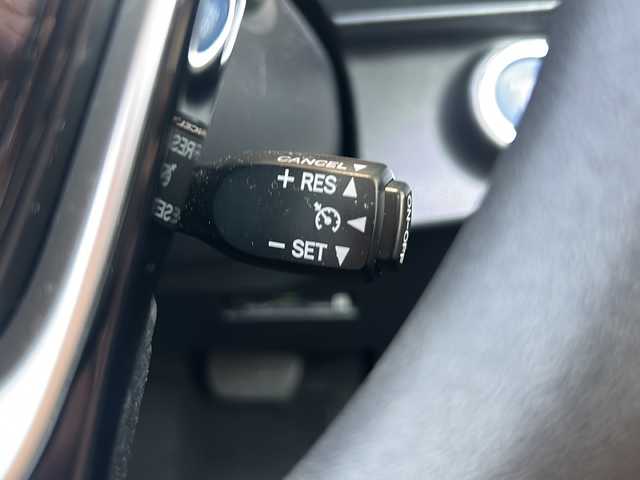 CANCEL ▼
+ RES ▲
◄
− SET ▼
ON·OFF